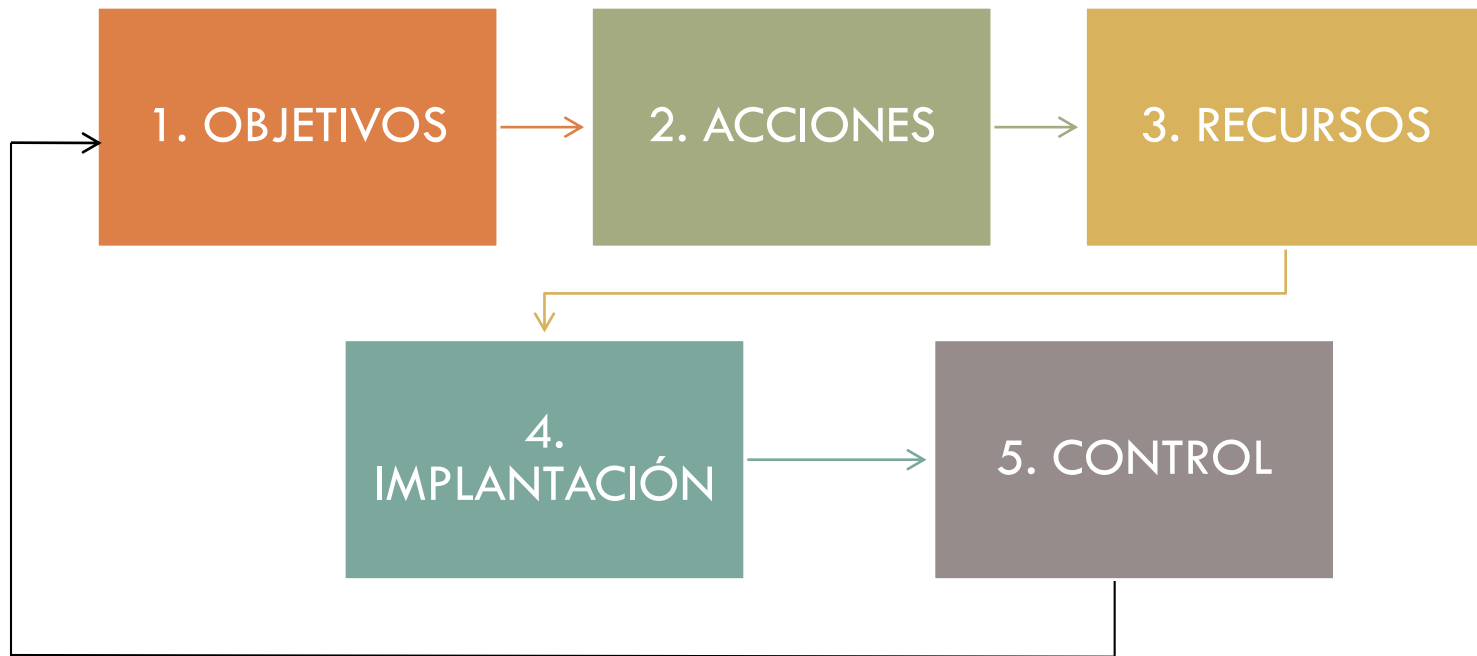 1. OBJETIVOS
2. ACCIONES
3. RECURSOS
4.
IMPLANTACIÓN
5. CONTROL